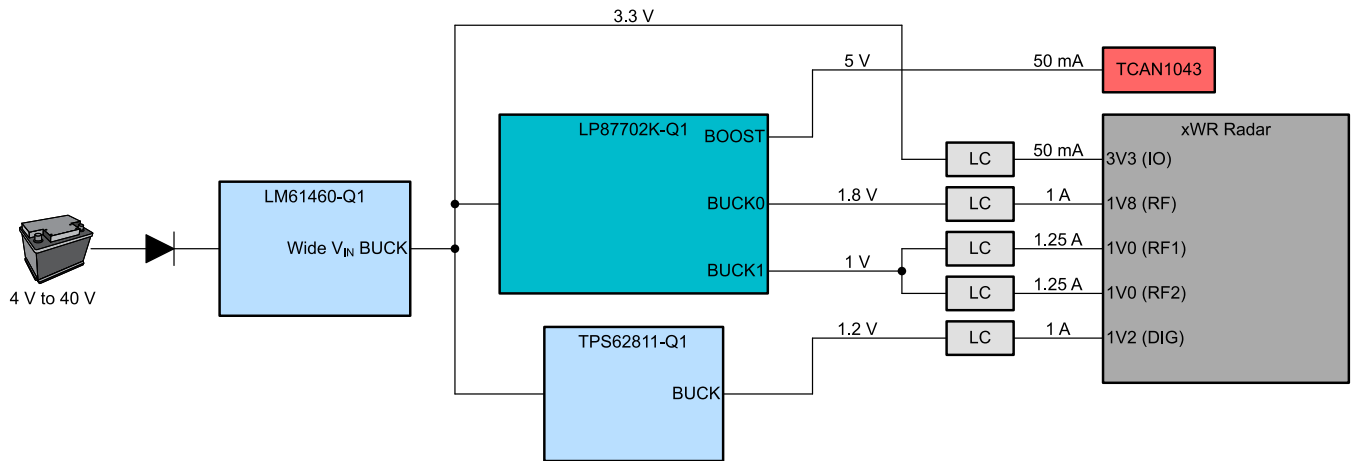 3.3 V
5 V
50 mA
TCAN1043
LP87702K-Q1
BOOST
xWR Radar
LC
50 mA
3V3 (IO)
LM61460-Q1
BUCK0
1.8 V
LC
1 A
1V8 (RF)
Wide VIN BUCK
LC
1.25 A
1V0 (RF1)
BUCK1
1 V
4 V to 40 V
LC
1.25 A
1V0 (RF2)
TPS62811-Q1
1.2 V
LC
1 A
1V2 (DIG)
BUCK